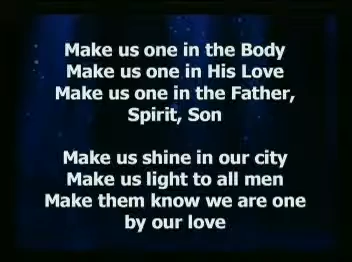 Make us one in the Body
Make us one in His Love
Make us one in the Father,
Spirit, Son
Make us shine in our city
Make us light to all men
Make them know we are one
by our love